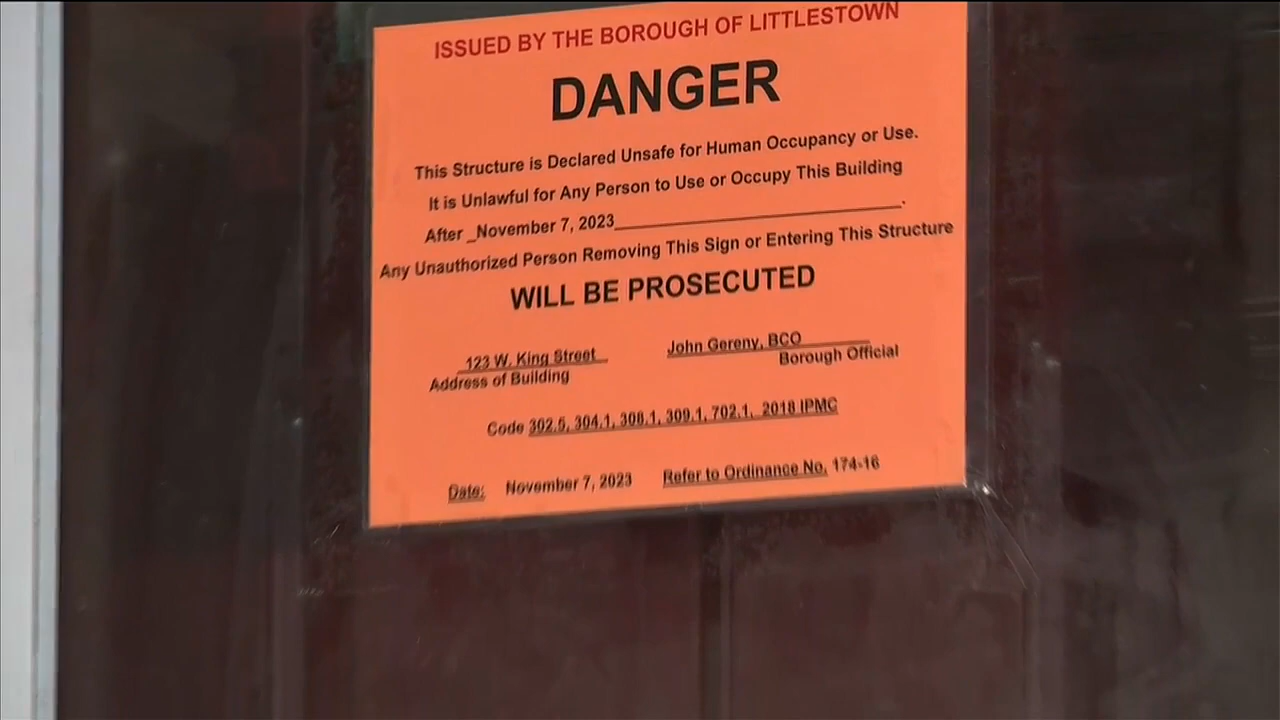 ISSUED BY THE BOROUGH OF LITTLESTOWN
DANGER
This Structure is Declared Unsafe for Human Occupancy or Use.
It is Unlawful for Any Person to Use or Occupy This Building
After _November 7, 2023_______________________________.
Any Unauthorized Person Removing This Sign or Entering This Structure
WILL BE PROSECUTED
123 W. King Street
Address of Building
John Gereny, BCO
Borough Official
Code 302.5, 304.1, 308.1, 309.1, 702.1, 2018 IPMC
Date: November 7, 2023 Refer to Ordinance No. 174-16